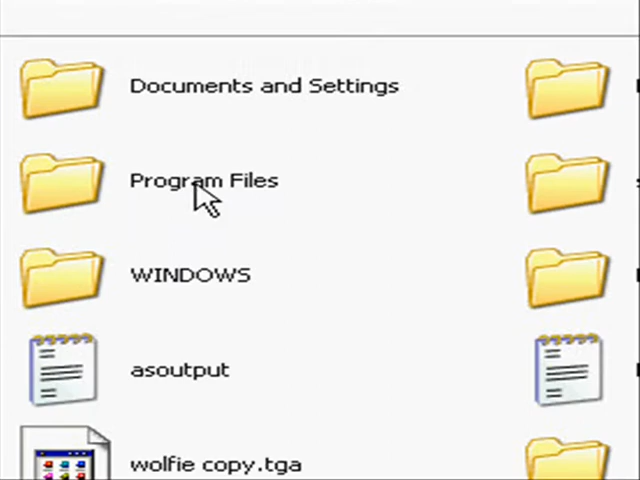 Documents and Settings
Program Files
WINDOWS
asoutput
wolfie copy.tga